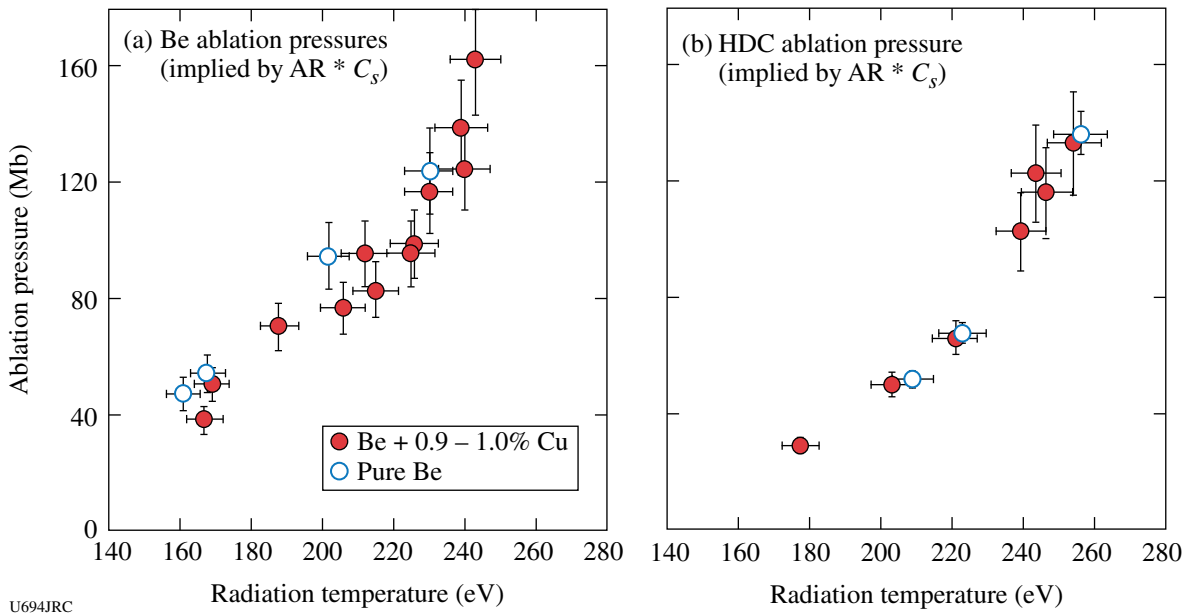 (a) Be ablation pressures
(implied by AR * Cs)
(b) HDC ablation pressure
(implied by AR * Cs)
Ablation pressure (Mb)
160
120
80
40
0
Be + 0.9 – 1.0% Cu
Pure Be
140 160 180 200 220 240 260 280
140 160 180 200 220 240 260 280
Radiation temperature (eV)
Radiation temperature (eV)
U694JRC